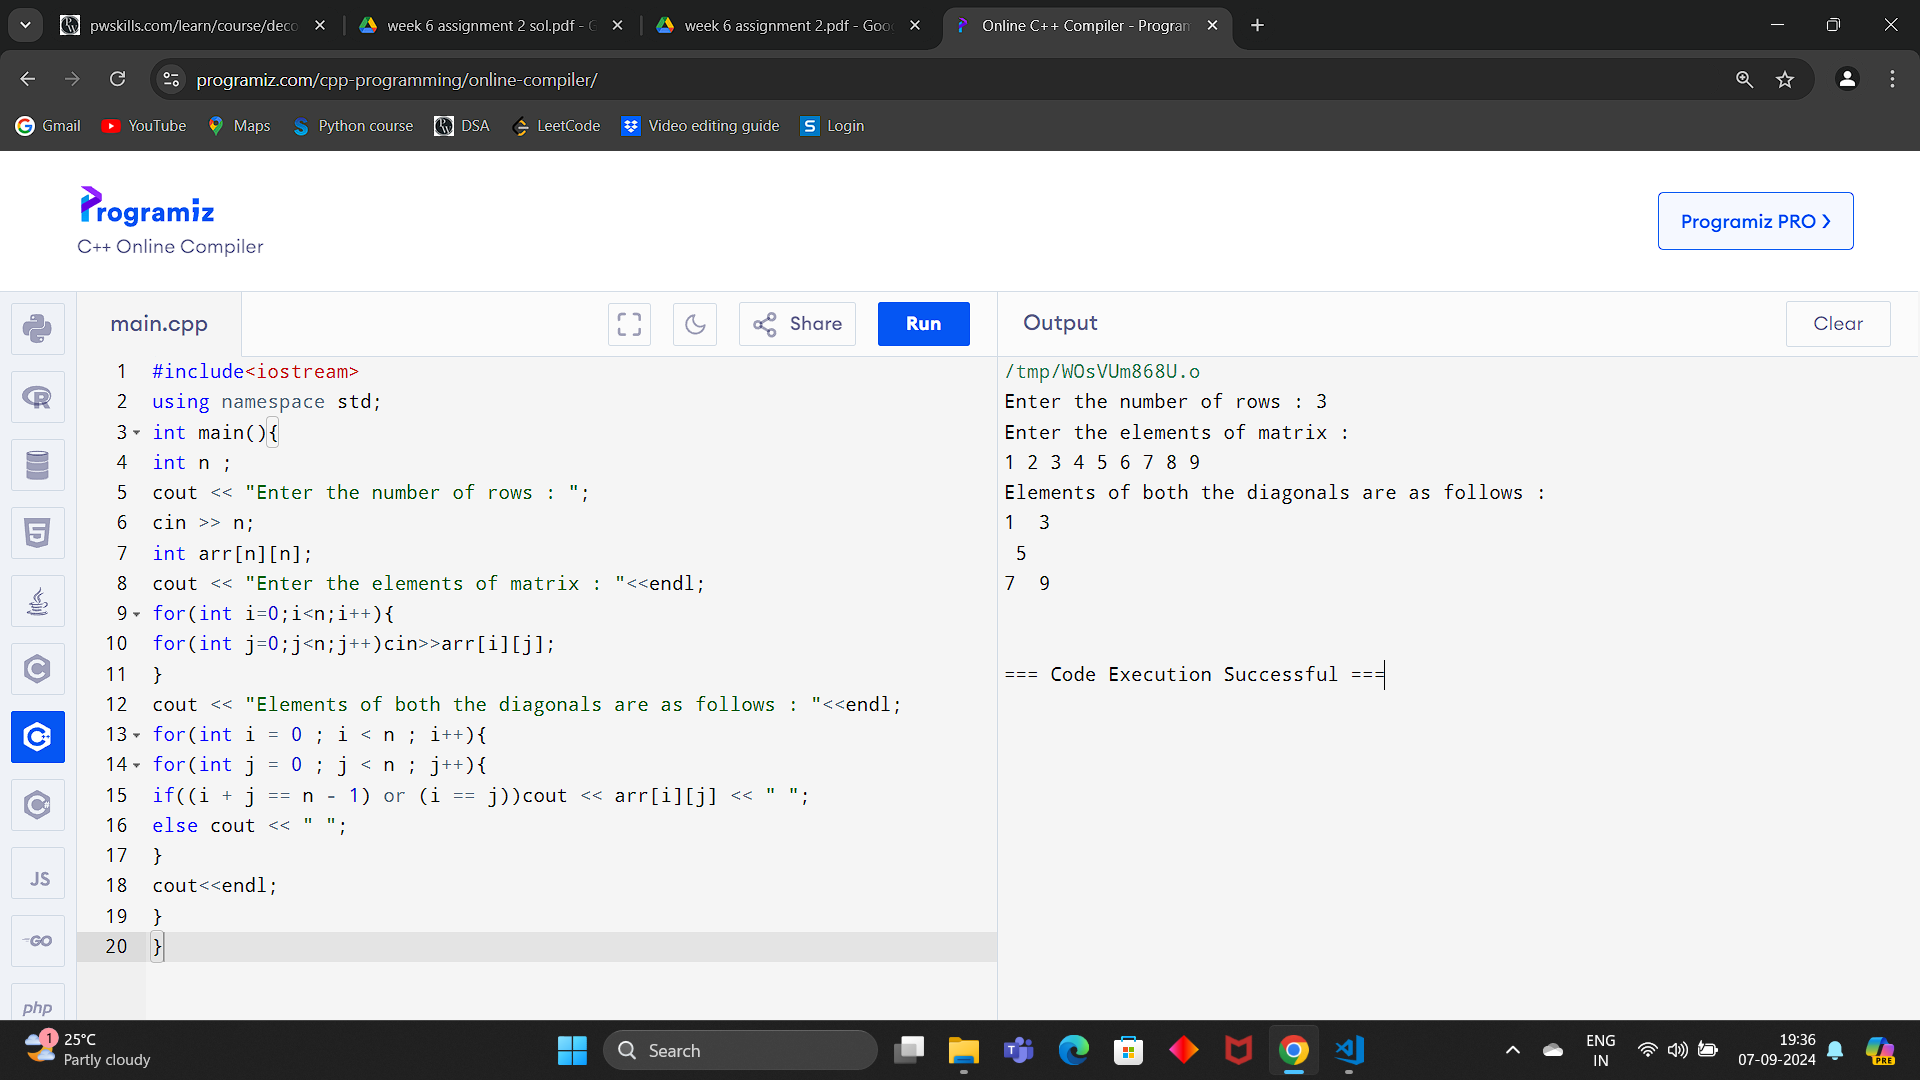 pwskills.com/learn/course/deco
week 6 assignment 2 sol.pdf - G
week 6 assignment 2.pdf - Goo
Online C++ Compiler - Program
programiz.com/cpp-programming/online-compiler/
Gmail YouTube Maps Python course DSA LeetCode Video editing guide Login
Programiz
C++ Online Compiler
Programiz PRO >
main.cpp
Share
Run
Output
Clear
1 #include<iostream>
2 using namespace std;
3 int main(){
4 int n ;
5 cout << "Enter the number of rows : ";
6 cin >> n;
7 int arr[n][n];
8 cout << "Enter the elements of matrix : "<<endl;
9 for(int i=0;i<n;i++){
10 for(int j=0;j<n;j++)cin>>arr[i][j];
11 }
12 cout << "Elements of both the diagonals are as follows : "<<endl;
13 for(int i = 0 ; i < n ; i++){
14 for(int j = 0 ; j < n ; j++){
15 if((i + j == n - 1) or (i == j))cout << arr[i][j] << " ";
16 else cout << " ";
17 }
18 cout<<endl;
19 }
20 }
/tmp/WOsVUm868U.o
Enter the number of rows : 3
Enter the elements of matrix :
1 2 3 4 5 6 7 8 9
Elements of both the diagonals are as follows :
1  3
 5
7  9
=== Code Execution Successful ===
JS
GO
php
1
25°C
Partly cloudy
Search
ENG
IN
19:36
07-09-2024
PRE